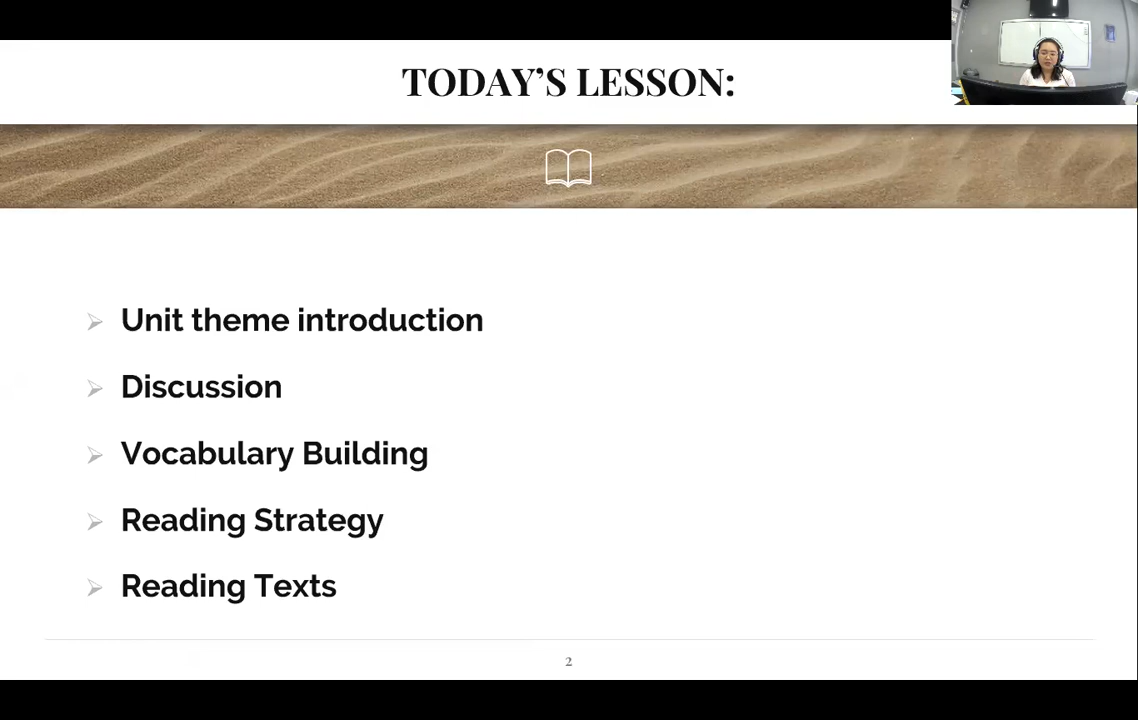 TODAY’S LESSON:
Unit theme introduction
Discussion
Vocabulary Building
Reading Strategy
Reading Texts
2